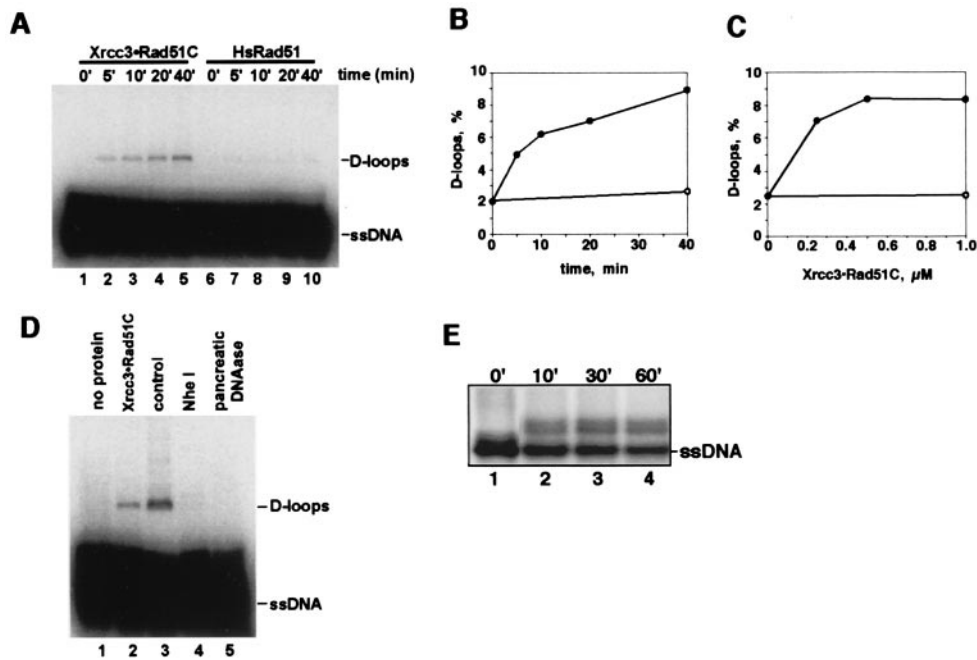 A
Xrcc3•Rad51C HsRad51
0' 5' 10' 20' 40' 0' 5' 10' 20' 40' time (min)
D-loops
ssDNA
1 2 3 4 5 6 7 8 9 10
B
D-loops, %
10
8
6
4
2
0
0 10 20 30 40
time, min
C
D-loops, %
10
8
6
4
2
0
0 0.2 0.4 0.6 0.8 1.0
Xrcc3•Rad51C, µM
D
no protein
Xrcc3•Rad51C
control
Nhe I
pancreatic
DNAase
D-loops
ssDNA
1 2 3 4 5
E
0' 10' 30' 60'
ssDNA
1 2 3 4